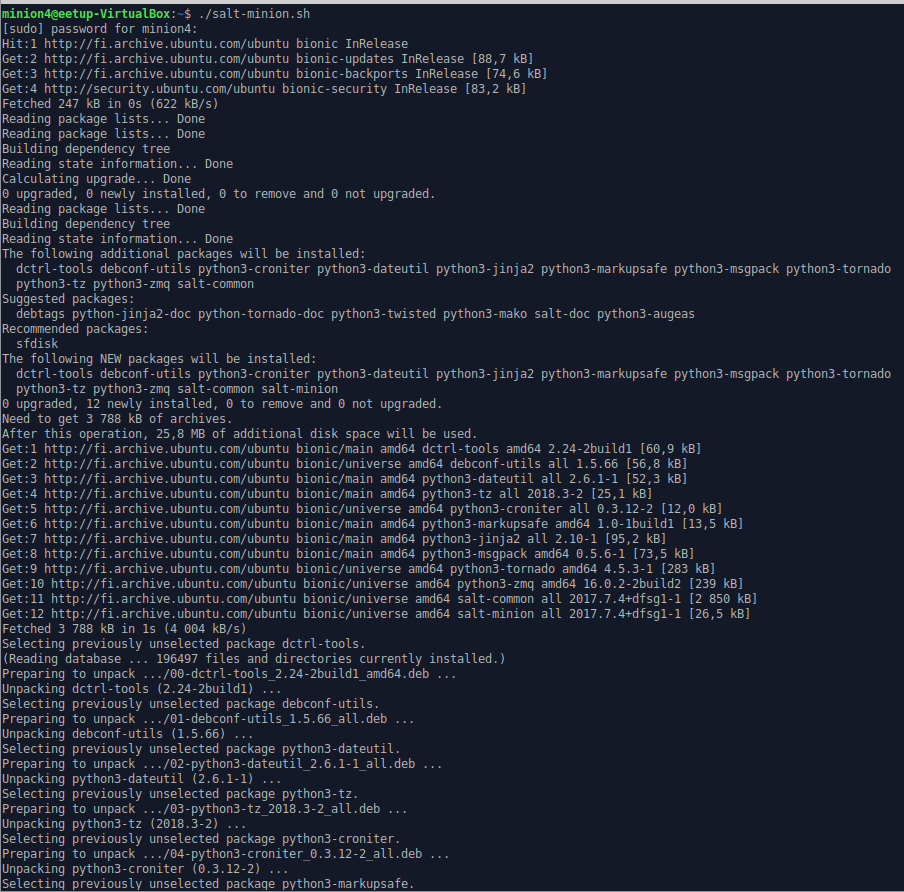 minion4@eetup-VirtualBox:~$ ./salt-minion.sh
[sudo] password for minion4:
Hit:1 http://fi.archive.ubuntu.com/ubuntu bionic InRelease
Get:2 http://fi.archive.ubuntu.com/ubuntu bionic-updates InRelease [88,7 kB]
Get:3 http://fi.archive.ubuntu.com/ubuntu bionic-backports InRelease [74,6 kB]
Get:4 http://security.ubuntu.com/ubuntu bionic-security InRelease [83,2 kB]
Fetched 247 kB in 0s (622 kB/s)
Reading package lists... Done
Reading package lists... Done
Building dependency tree
Reading state information... Done
Calculating upgrade... Done
0 upgraded, 0 newly installed, 0 to remove and 0 not upgraded.
Reading package lists... Done
Building dependency tree
Reading state information... Done
The following additional packages will be installed:
  dctrl-tools debconf-utils python3-croniter python3-dateutil python3-jinja2 python3-markupsafe python3-msgpack python3-tornado
  python3-tz python3-zmq salt-common
Suggested packages:
  debtags python-jinja2-doc python-tornado-doc python3-twisted python3-mako salt-doc python3-augeas
Recommended packages:
  sfdisk
The following NEW packages will be installed:
  dctrl-tools debconf-utils python3-croniter python3-dateutil python3-jinja2 python3-markupsafe python3-msgpack python3-tornado
  python3-tz python3-zmq salt-common salt-minion
0 upgraded, 12 newly installed, 0 to remove and 0 not upgraded.
Need to get 3 788 kB of archives.
After this operation, 25,8 MB of additional disk space will be used.
Get:1 http://fi.archive.ubuntu.com/ubuntu bionic/main amd64 dctrl-tools amd64 2.24-2build1 [60,9 kB]
Get:2 http://fi.archive.ubuntu.com/ubuntu bionic/universe amd64 debconf-utils all 1.5.66 [56,8 kB]
Get:3 http://fi.archive.ubuntu.com/ubuntu bionic/main amd64 python3-dateutil all 2.6.1-1 [52,3 kB]
Get:4 http://fi.archive.ubuntu.com/ubuntu bionic/main amd64 python3-tz all 2018.3-2 [25,1 kB]
Get:5 http://fi.archive.ubuntu.com/ubuntu bionic/universe amd64 python3-croniter all 0.3.12-2 [12,0 kB]
Get:6 http://fi.archive.ubuntu.com/ubuntu bionic/main amd64 python3-markupsafe amd64 1.0-1build1 [13,5 kB]
Get:7 http://fi.archive.ubuntu.com/ubuntu bionic/main amd64 python3-jinja2 all 2.10-1 [95,2 kB]
Get:8 http://fi.archive.ubuntu.com/ubuntu bionic/main amd64 python3-msgpack amd64 0.5.6-1 [73,5 kB]
Get:9 http://fi.archive.ubuntu.com/ubuntu bionic/universe amd64 python3-tornado amd64 4.5.3-1 [283 kB]
Get:10 http://fi.archive.ubuntu.com/ubuntu bionic/universe amd64 python3-zmq amd64 16.0.2-2build2 [239 kB]
Get:11 http://fi.archive.ubuntu.com/ubuntu bionic/universe amd64 salt-common all 2017.7.4+dfsg1-1 [2 850 kB]
Get:12 http://fi.archive.ubuntu.com/ubuntu bionic/universe amd64 salt-minion all 2017.7.4+dfsg1-1 [26,5 kB]
Fetched 3 788 kB in 1s (4 004 kB/s)
Selecting previously unselected package dctrl-tools.
(Reading database ... 196497 files and directories currently installed.)
Preparing to unpack .../00-dctrl-tools_2.24-2build1_amd64.deb ...
Unpacking dctrl-tools (2.24-2build1) ...
Selecting previously unselected package debconf-utils.
Preparing to unpack .../01-debconf-utils_1.5.66_all.deb ...
Unpacking debconf-utils (1.5.66) ...
Selecting previously unselected package python3-dateutil.
Preparing to unpack .../02-python3-dateutil_2.6.1-1_all.deb ...
Unpacking python3-dateutil (2.6.1-1) ...
Selecting previously unselected package python3-tz.
Preparing to unpack .../03-python3-tz_2018.3-2_all.deb ...
Unpacking python3-tz (2018.3-2) ...
Selecting previously unselected package python3-croniter.
Preparing to unpack .../04-python3-croniter_0.3.12-2_all.deb ...
Unpacking python3-croniter (0.3.12-2) ...
Selecting previously unselected package python3-markupsafe.